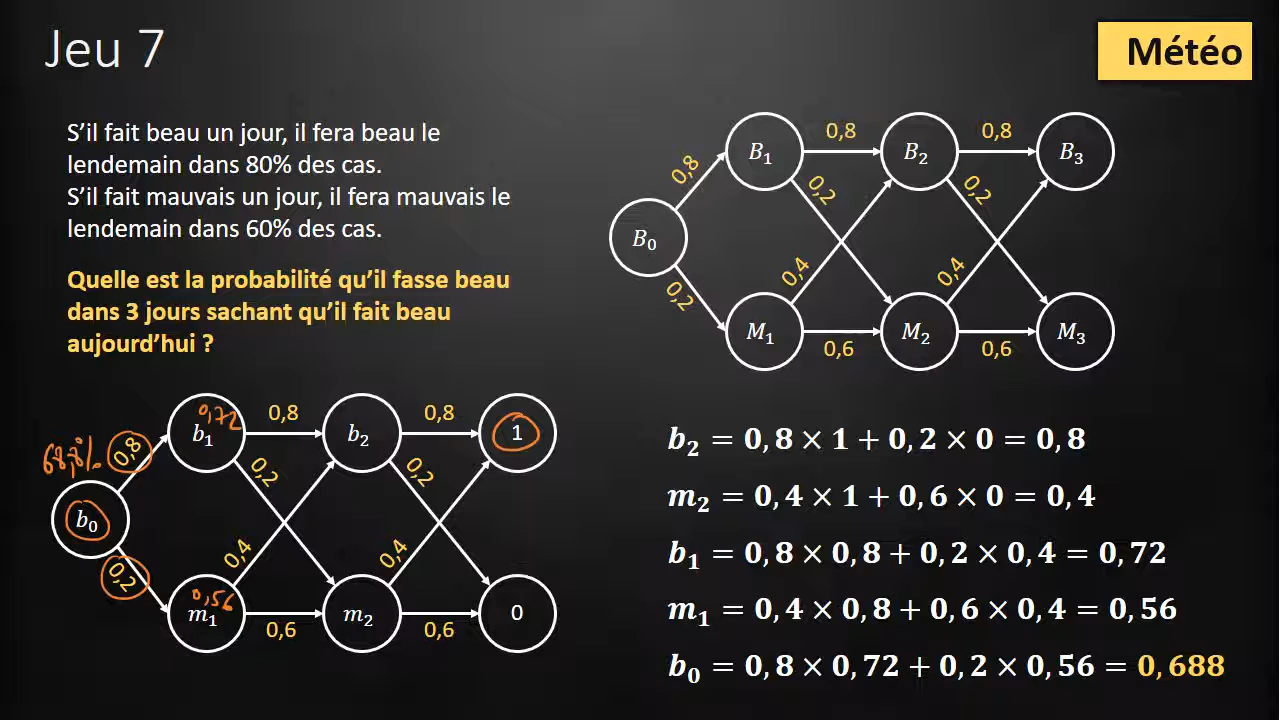 Jeu 7
Météo
S'il fait beau un jour, il fera beau le
lendemain dans 80% des cas.
S'il fait mauvais un jour, il fera mauvais le
lendemain dans 60% des cas.
Quelle est la probabilité qu'il fasse beau
dans 3 jours sachant qu'il fait beau
aujourd'hui ?
B₀
0,8
0,2
B₁
0,8
0,2
M₁
0,4
0,6
B₂
0,8
0,2
M₂
0,4
0,6
B₃
M₃
68,8%
b₀
0,8
0,2
0,72
b₁
0,8
0,2
0,56
m₁
0,4
0,6
b₂
0,8
0,2
m₂
0,4
0,6
1
0
b₂ = 0,8 × 1 + 0,2 × 0 = 0,8
m₂ = 0,4 × 1 + 0,6 × 0 = 0,4
b₁ = 0,8 × 0,8 + 0,2 × 0,4 = 0,72
m₁ = 0,4 × 0,8 + 0,6 × 0,4 = 0,56
b₀ = 0,8 × 0,72 + 0,2 × 0,56 = 0,688